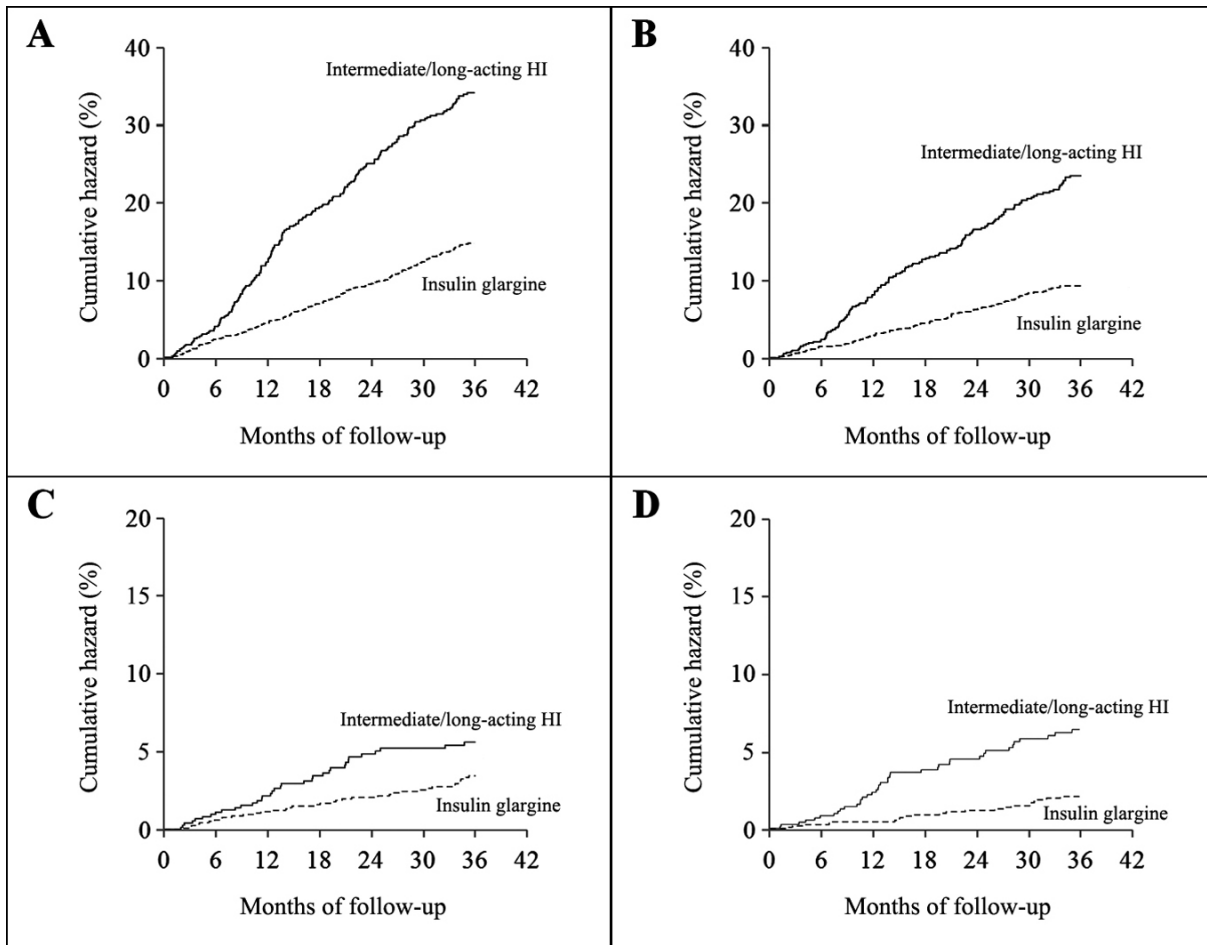 A
Cumulative hazard (%)
40
30
20
10
0
Intermediate/long-acting HI
Insulin glargine
0 6 12 18 24 30 36 42
Months of follow-up
B
Cumulative hazard (%)
40
30
20
10
0
Intermediate/long-acting HI
Insulin glargine
0 6 12 18 24 30 36 42
Months of follow-up
C
Cumulative hazard (%)
20
15
10
5
0
Intermediate/long-acting HI
Insulin glargine
0 6 12 18 24 30 36 42
Months of follow-up
D
Cumulative hazard (%)
20
15
10
5
0
Intermediate/long-acting HI
Insulin glargine
0 6 12 18 24 30 36 42
Months of follow-up